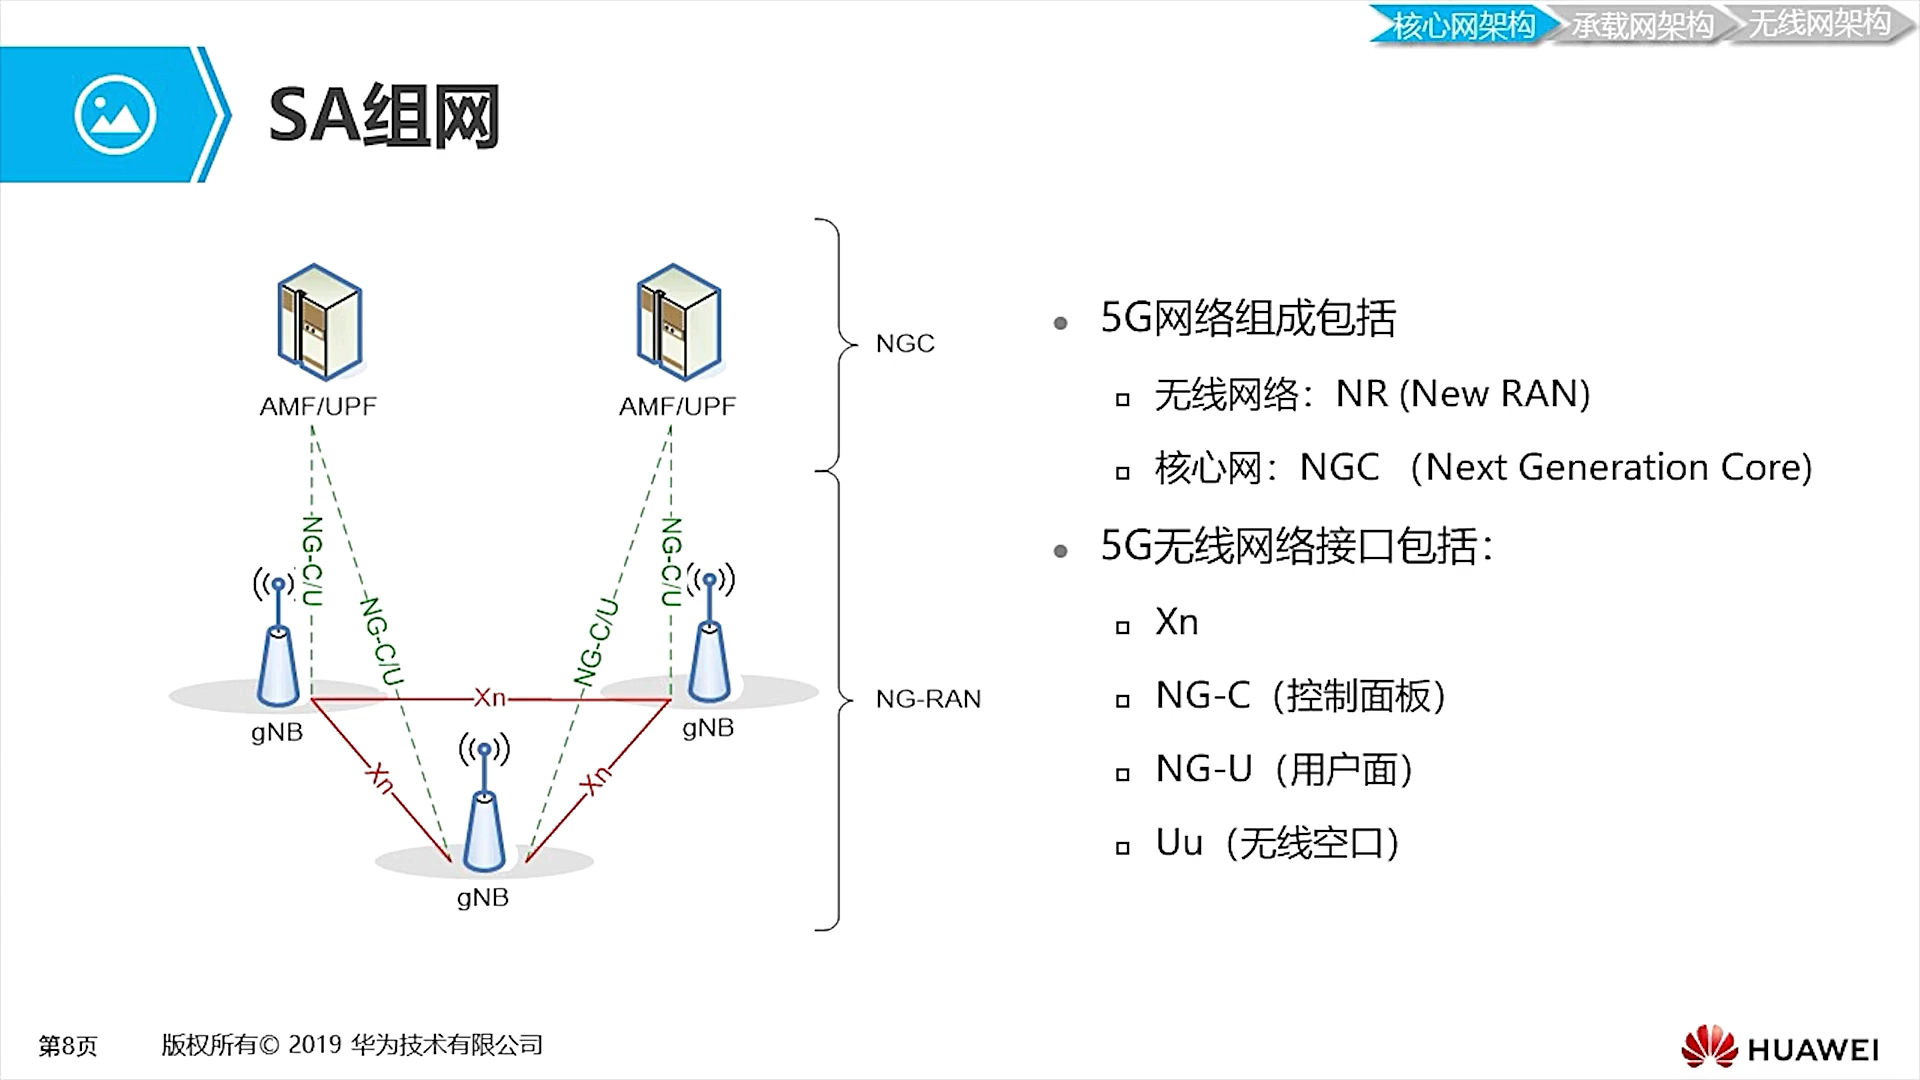 核心网架构
承载网架构
无线网架构
SA组网
AMF/UPF
AMF/UPF
NGC
NG-C/U
NG-C/U
NG-C/U
NG-C/U
Xn
Xn
Xn
gNB
gNB
gNB
NG-RAN
5G网络组成包括
无线网络：NR (New RAN)
核心网：NGC （Next Generation Core)
5G无线网络接口包括：
Xn
NG-C（控制面板）
NG-U（用户面）
Uu（无线空口）
第8页
版权所有© 2019 华为技术有限公司
HUAWEI